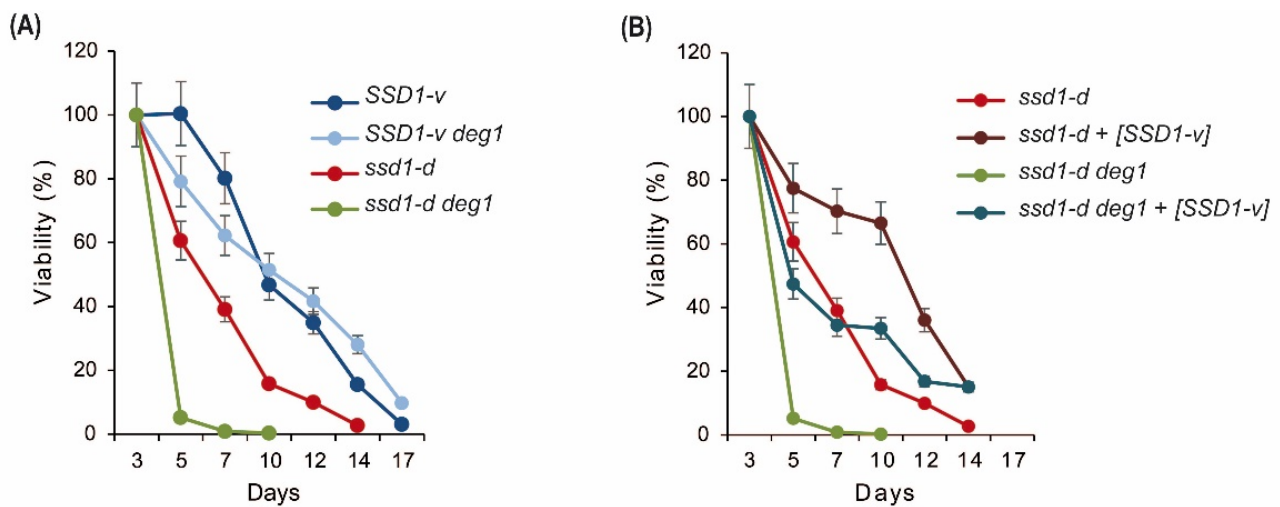 (A)
120
100
80
60
40
20
0
Viability (%)
3 5 7 10 12 14 17
Days
SSD1-v
SSD1-v deg1
ssd1-d
ssd1-d deg1
(B)
120
100
80
60
40
20
0
Viability (%)
3 5 7 10 12 14 17
Days
ssd1-d
ssd1-d + [SSD1-v]
ssd1-d deg1
ssd1-d deg1 + [SSD1-v]